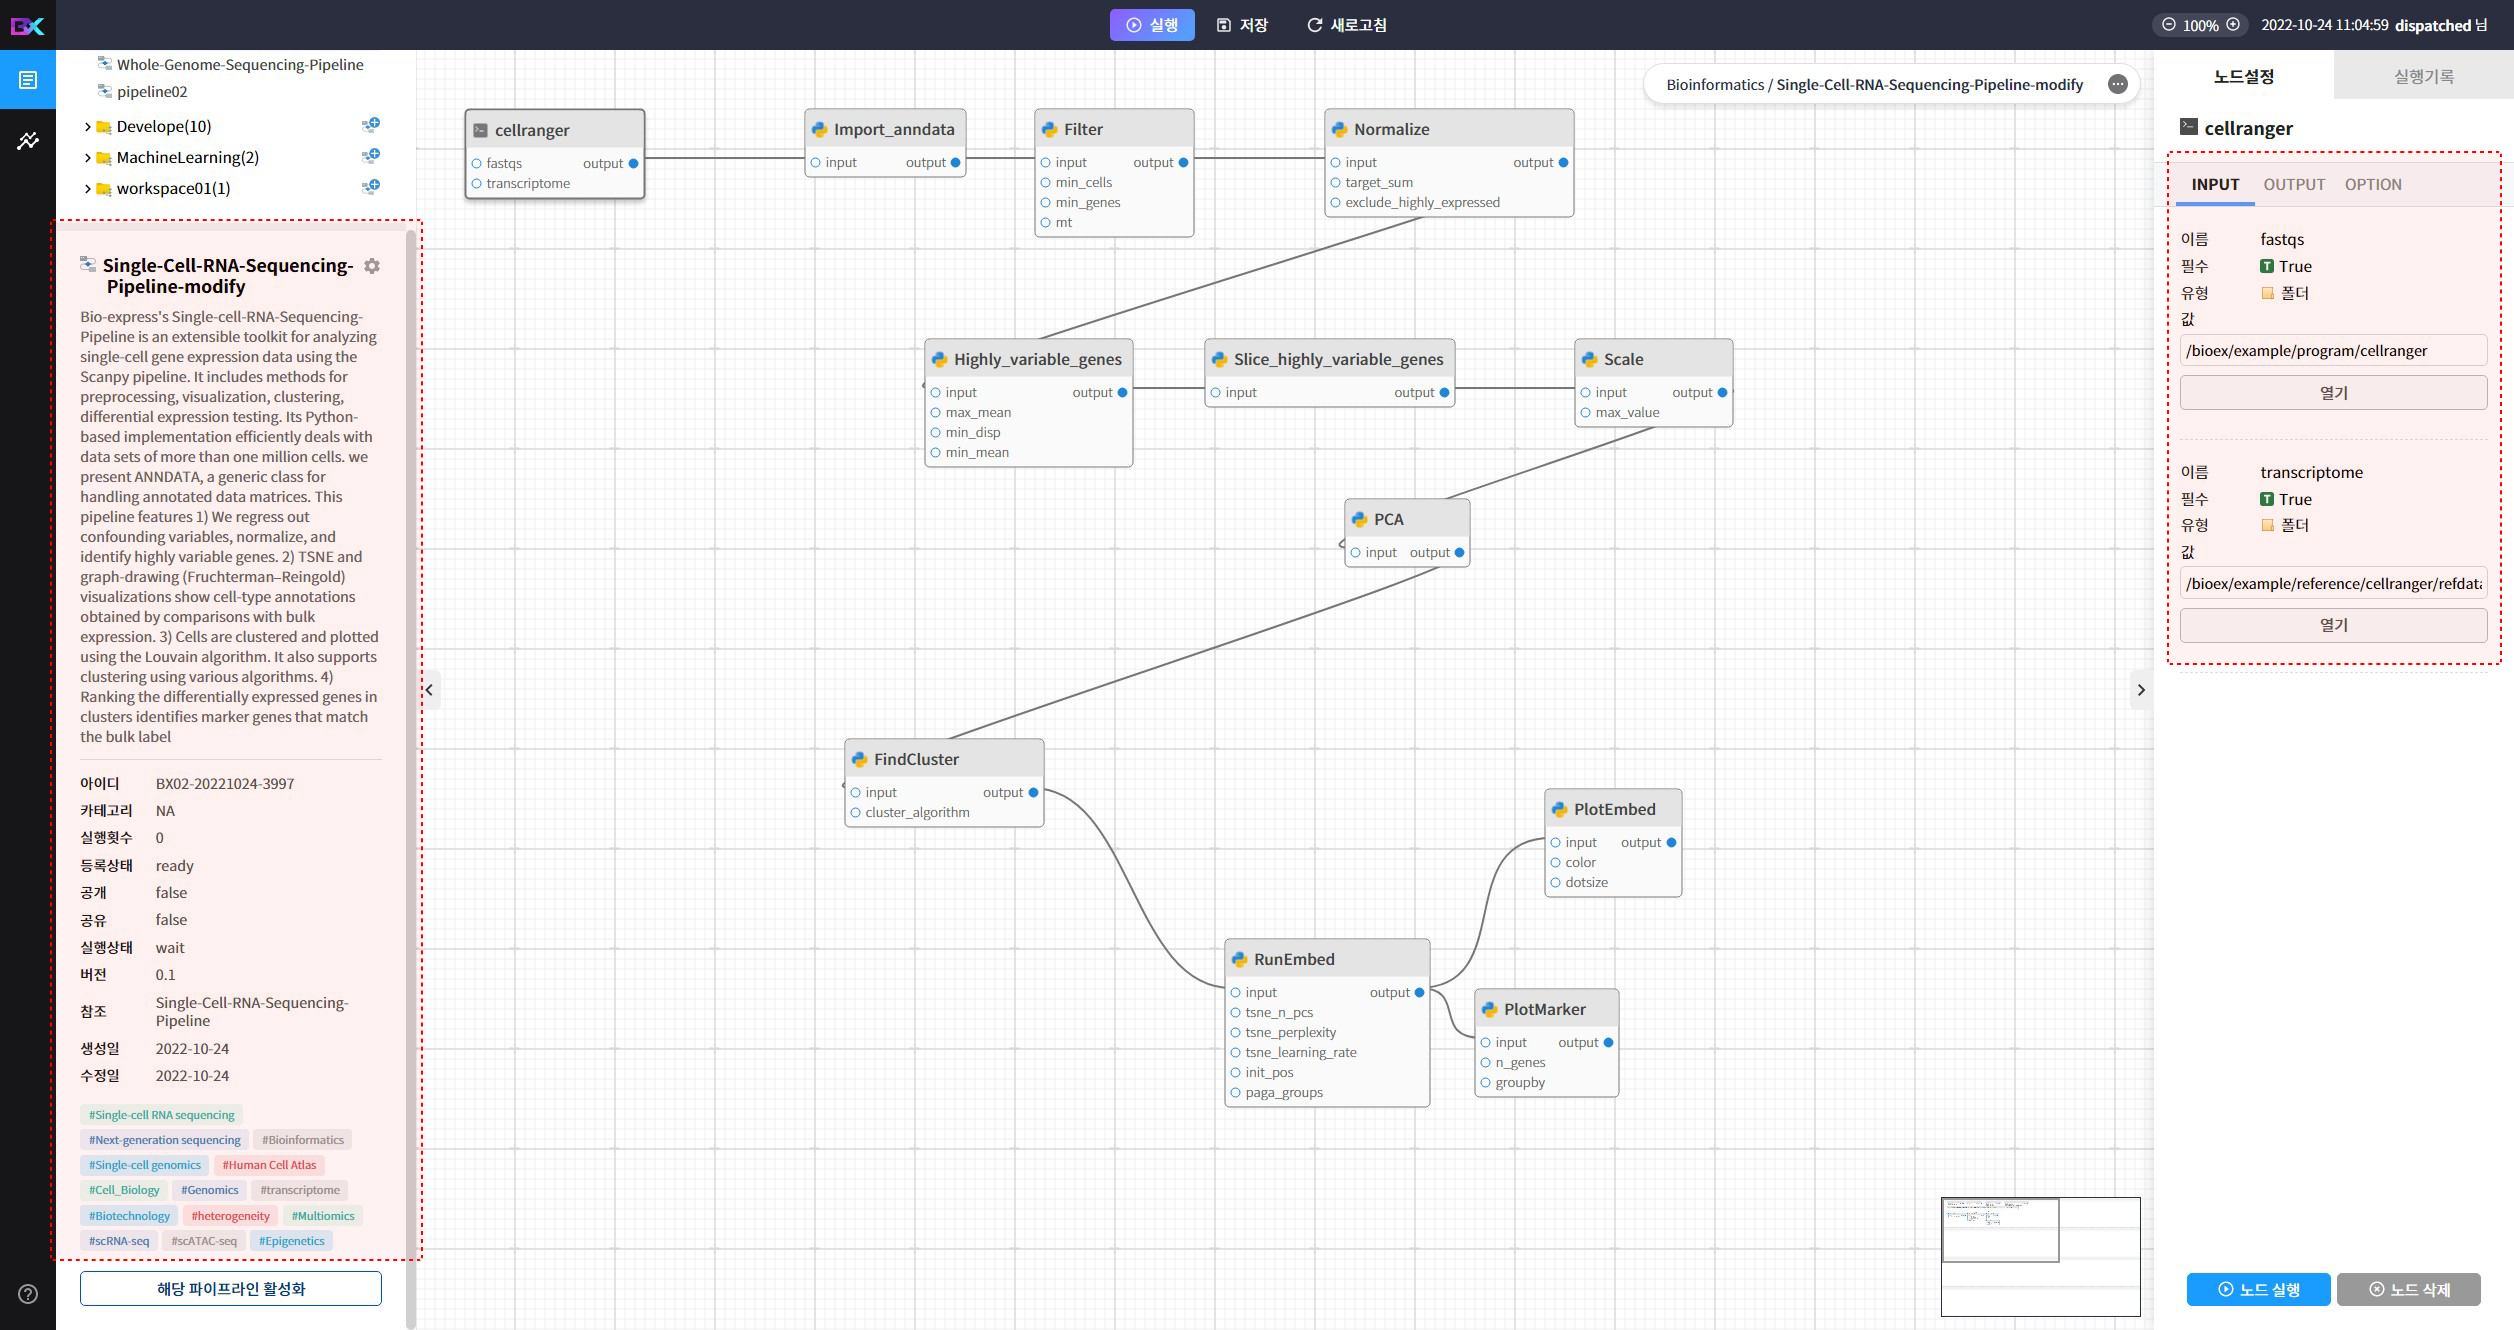 BX
실행
저장
새로고침
100%
2022-10-24 11:04:59 dispatched 님
Whole-Genome-Sequencing-Pipeline
pipeline02
Develope(10)
MachineLearning(2)
workspace01(1)
Single-Cell-RNA-Sequencing-
Pipeline-modify
Bio-express's Single-cell-RNA-Sequencing-
Pipeline is an extensible toolkit for analyzing
single-cell gene expression data using the
Scanpy pipeline. It includes methods for
preprocessing, visualization, clustering,
differential expression testing. Its Python-
based implementation efficiently deals with
data sets of more than one million cells. we
present ANNDATA, a generic class for
handling annotated data matrices. This
pipeline features 1) We regress out
confounding variables, normalize, and
identify highly variable genes. 2) TSNE and
graph-drawing (Fruchterman–Reingold)
visualizations show cell-type annotations
obtained by comparisons with bulk
expression. 3) Cells are clustered and plotted
using the Louvain algorithm. It also supports
clustering using various algorithms. 4)
Ranking the differentially expressed genes in
clusters identifies marker genes that match
the bulk label
아이디 BX02-20221024-3997
카테고리 NA
실행횟수 0
등록상태 ready
공개 false
공유 false
실행상태 wait
버전 0.1
참조 Single-Cell-RNA-Sequencing-
Pipeline
생성일 2022-10-24
수정일 2022-10-24
#Single-cell RNA sequencing
#Next-generation sequencing #Bioinformatics
#Single-cell genomics #Human Cell Atlas
#Cell_Biology #Genomics #transcriptome
#Biotechnology #heterogeneity #Multiomics
#scRNA-seq #scATAC-seq #Epigenetics
해당 파이프라인 활성화
Bioinformatics / Single-Cell-RNA-Sequencing-Pipeline-modify
cellranger
fastqs output
transcriptome
Import_anndata
input output
Filter
input output
min_cells
min_genes
mt
Normalize
input output
target_sum
exclude_highly_expressed
Highly_variable_genes
input output
max_mean
min_disp
min_mean
Slice_highly_variable_genes
input output
Scale
input output
max_value
PCA
input output
FindCluster
input output
cluster_algorithm
PlotEmbed
input output
color
dotsize
RunEmbed
input output
tsne_n_pcs
tsne_perplexity
tsne_learning_rate
init_pos
paga_groups
PlotMarker
input output
n_genes
groupby
노드설정 실행기록
cellranger
INPUT OUTPUT OPTION
이름 fastqs
필수 T True
유형 폴더
값
/bioex/example/program/cellranger
열기
이름 transcriptome
필수 T True
유형 폴더
값
/bioex/example/reference/cellranger/refdata
열기
노드 실행 노드 삭제